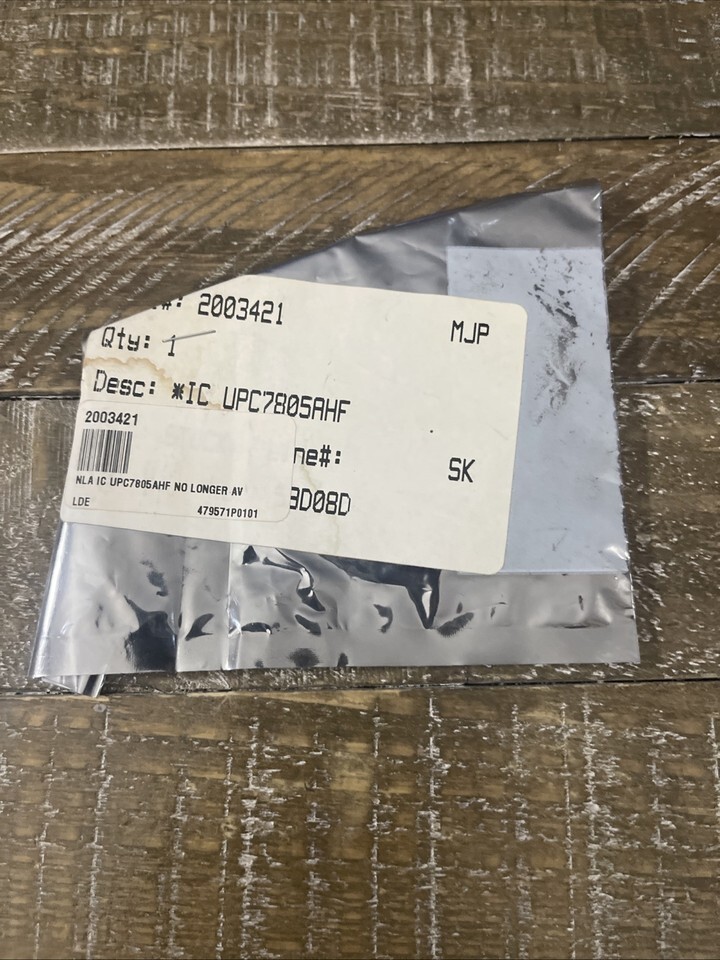 #: 2003421
MJP
Qty: 1
Desc: *IC UPC7805AHF
2003421
ne#:
SK
NLA IC UPC7805AHF NO LONGER AV
3D08D
LDE
479571P0101